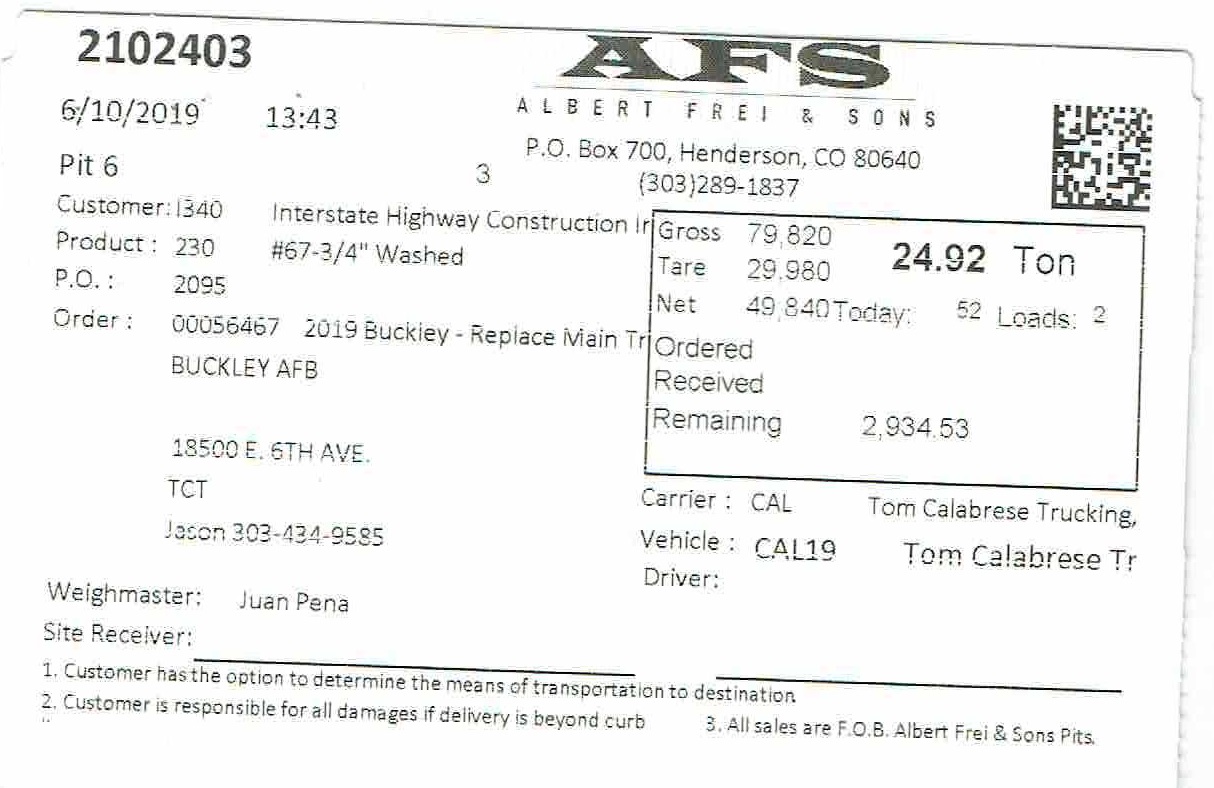 2102403
AFS
ALBERT FREI & SONS
6/10/2019 13:43
P.O. Box 700, Henderson, CO 80640
Pit 6 3 (303)289-1837
Customer: I340 Interstate Highway Construction Ir
Product : 230 #67-3/4" Washed
P.O. : 2095
Order : 00056467 2019 Buckley - Replace Main Tr
BUCKLEY AFB
18500 E. 6TH AVE.
TCT
Jason 303-434-9585
Gross 79,820 24.92 Ton
Tare 29,980
Net 49,840 Today: 52 Loads: 2
Ordered
Received
Remaining 2,934.53
Carrier : CAL Tom Calabrese Trucking,
Vehicle : CAL19 Tom Calabrese Tr
Driver:
Weighmaster: Juan Pena
Site Receiver:
1. Customer has the option to determine the means of transportation to destination
2. Customer is responsible for all damages if delivery is beyond curb 3. All sales are F.O.B. Albert Frei & Sons Pits.